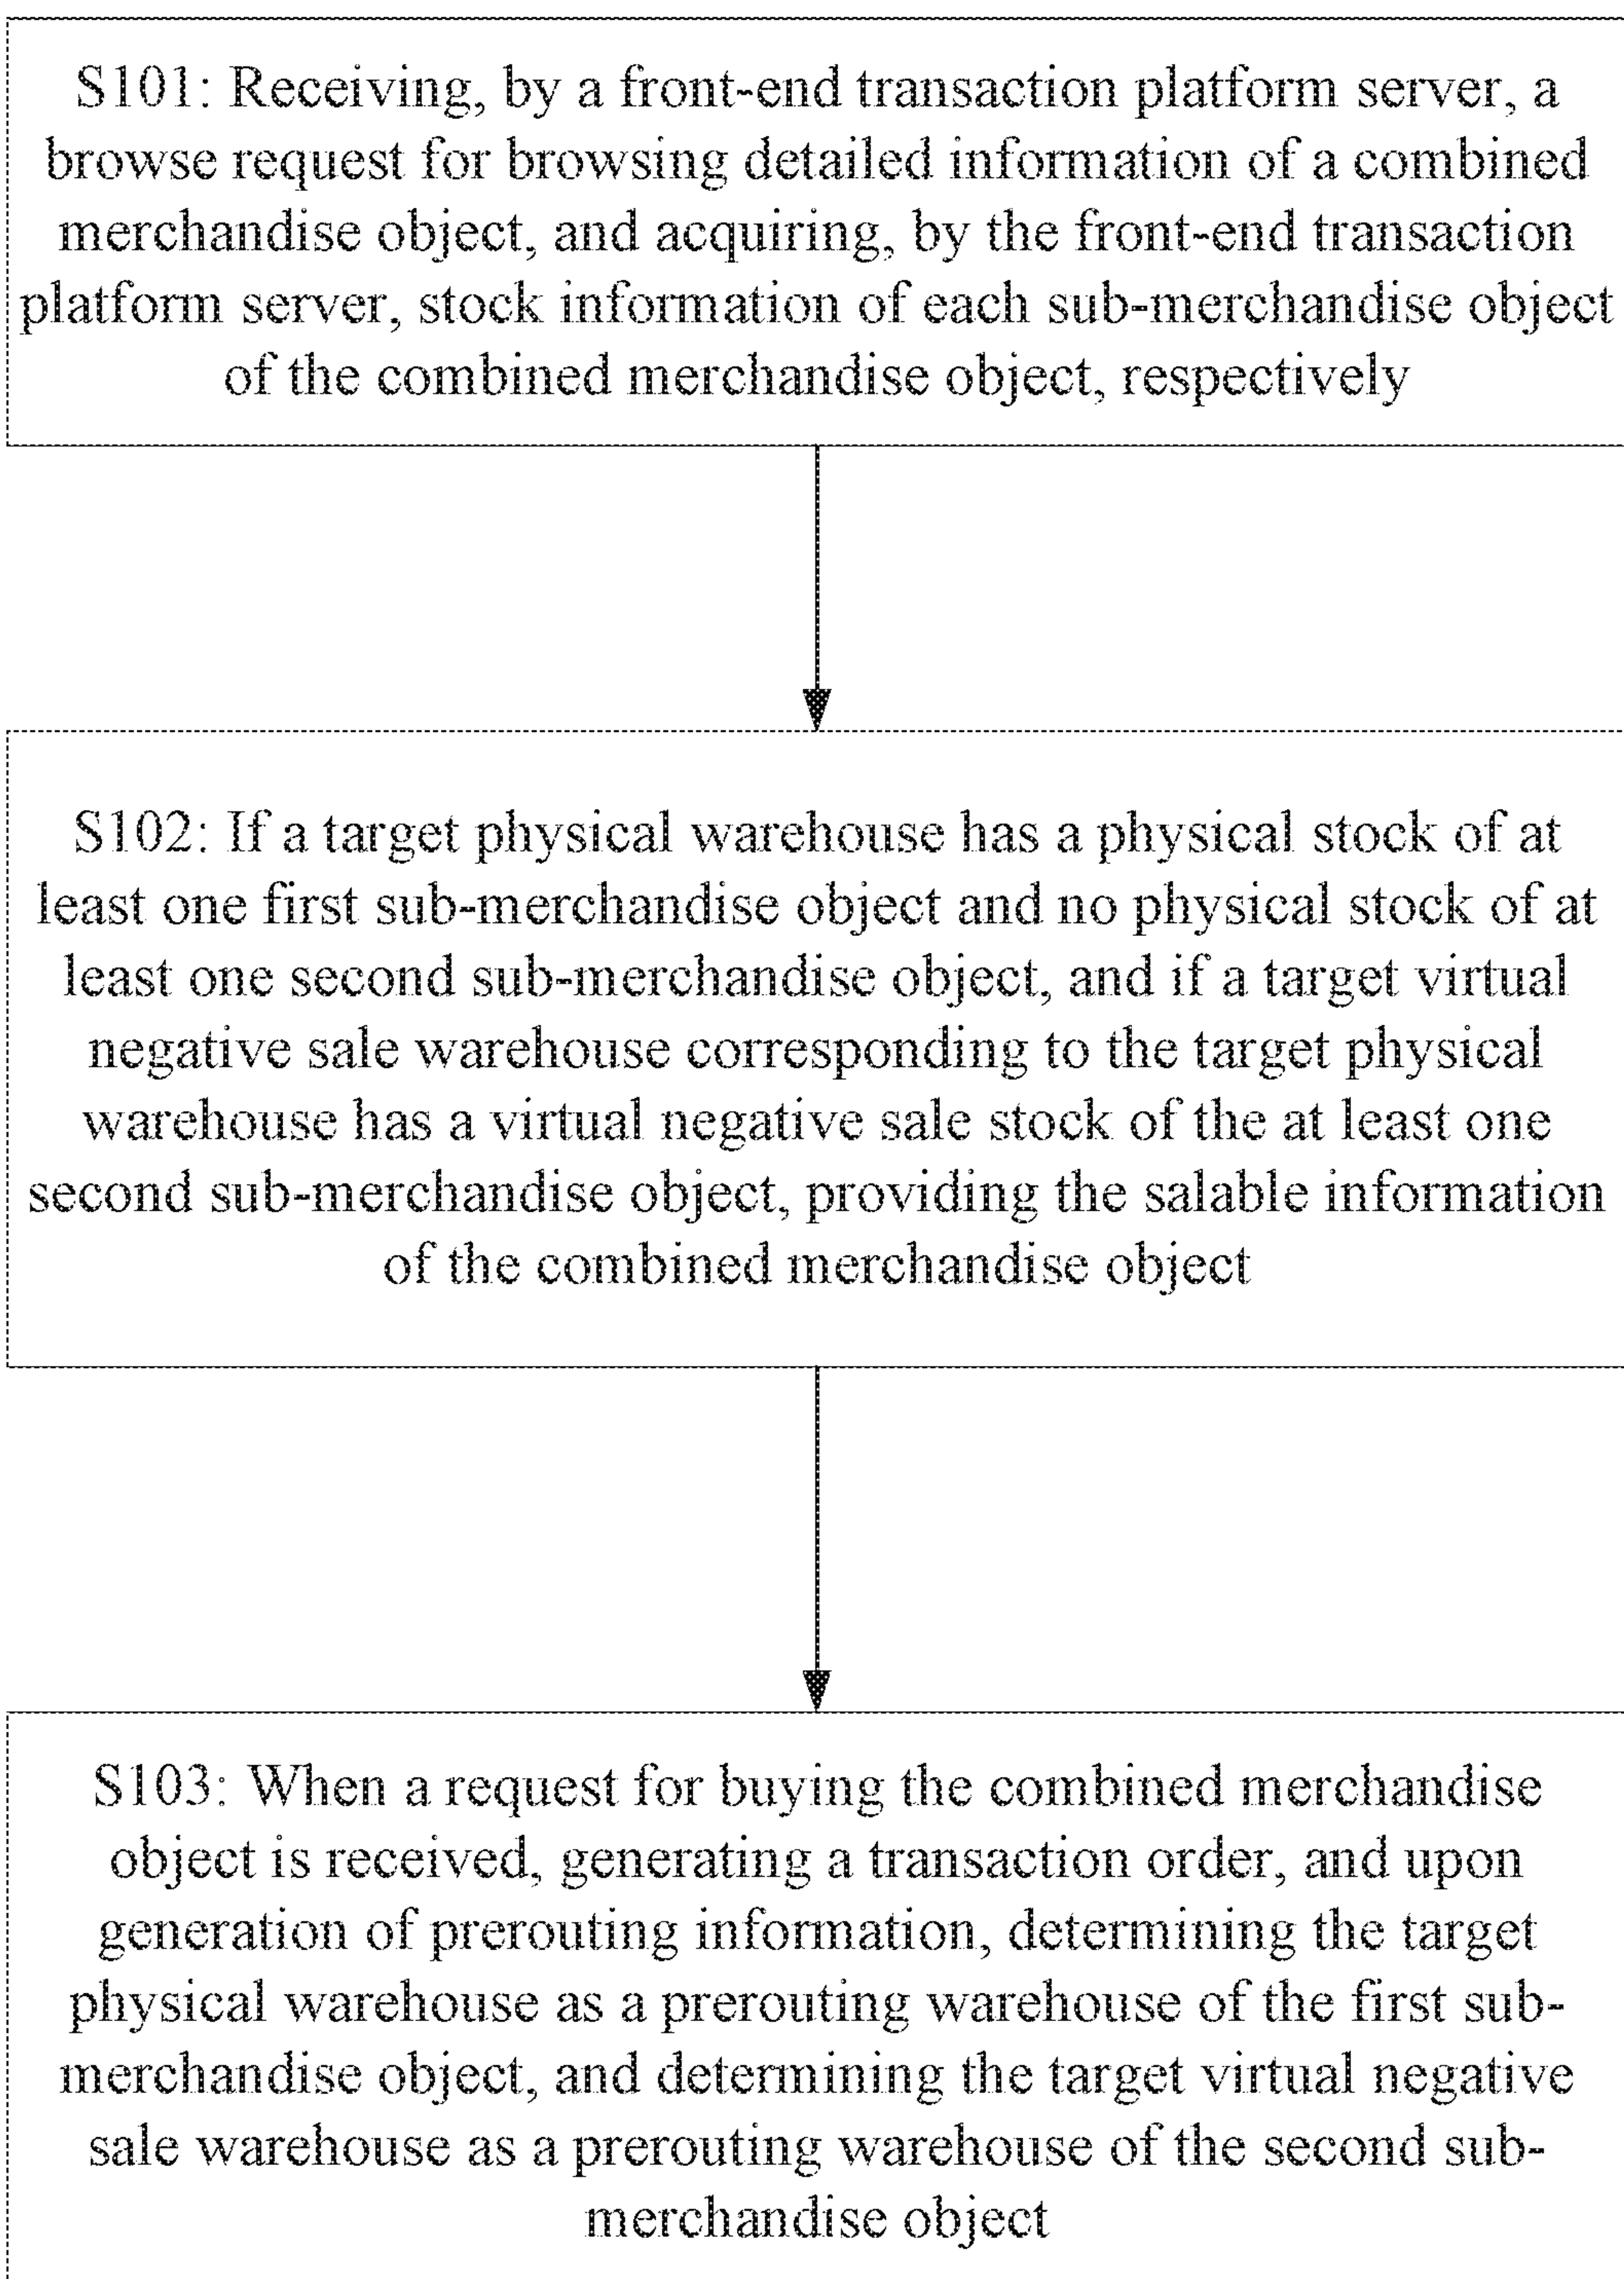 S101: Receiving, by a front-end transaction platform server, a
browse request for browsing detailed information of a combined
merchandise object, and acquiring, by the front-end transaction
platform server, stock information of each sub-merchandise object
of the combined merchandise object, respectively
S102: If a target physical warehouse has a physical stock of at
least one first sub-merchandise object and no physical stock of at
least one second sub-merchandise object, and if a target virtual
negative sale warehouse corresponding to the target physical
warehouse has a virtual negative sale stock of the at least one
second sub-merchandise object, providing the salable information
of the combined merchandise object
S103: When a request for buying the combined merchandise
object is received, generating a transaction order, and upon
generation of prerouting information, determining the target
physical warehouse as a prerouting warehouse of the first sub-
merchandise object, and determining the target virtual negative
sale warehouse as a prerouting warehouse of the second sub-
merchandise object